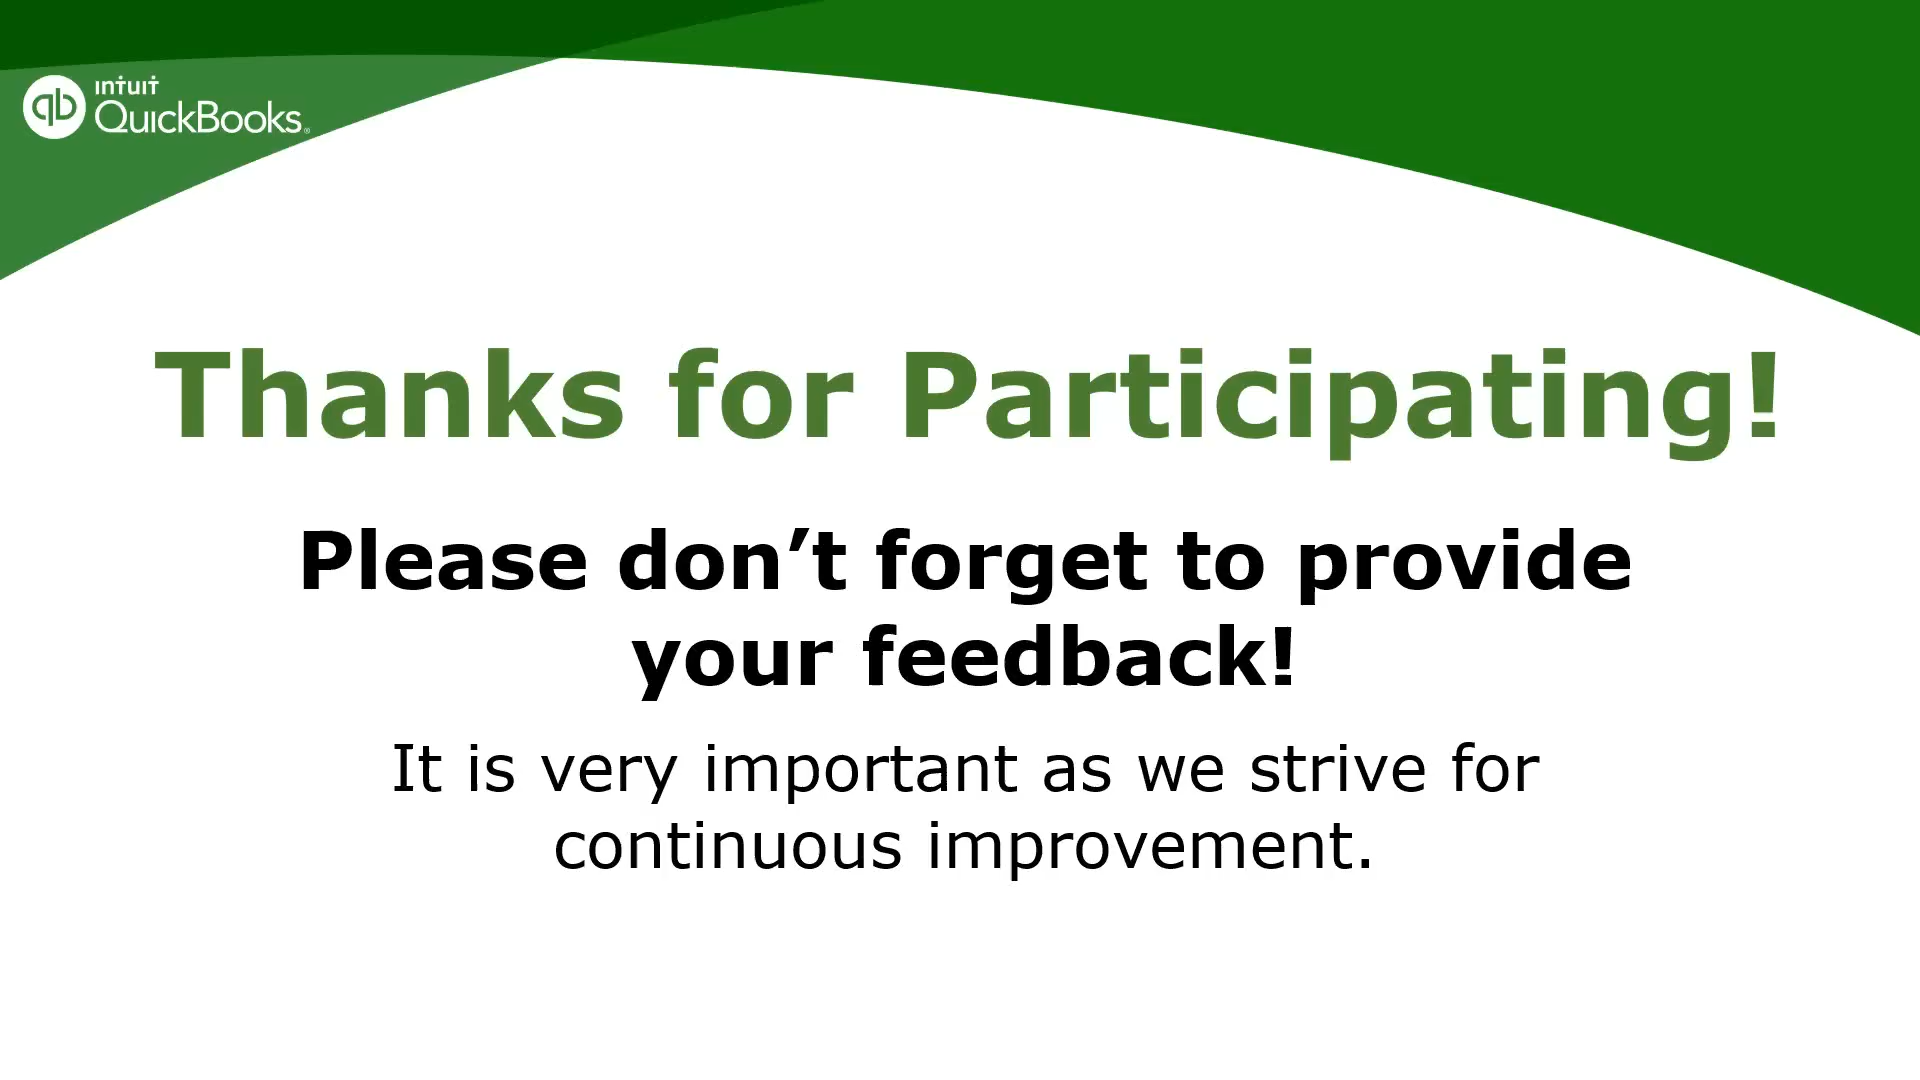 ıntuıt
QuickBooks®
Thanks for Participating!
Please don’t forget to provide
your feedback!
It is very important as we strive for
continuous improvement.